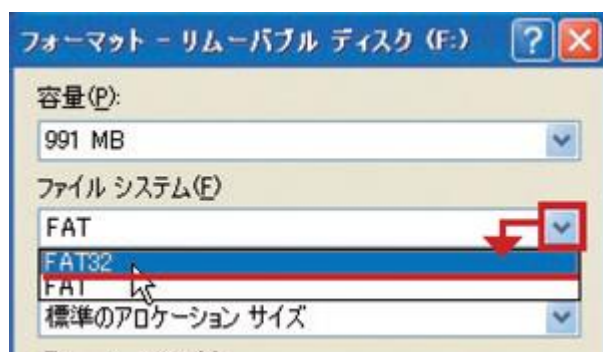 フォーマット - リムーバブル ディスク (F:)
容量(P):
991 MB
ファイル システム(F)
FAT
FAT32
FAT
標準のアロケーション サイズ